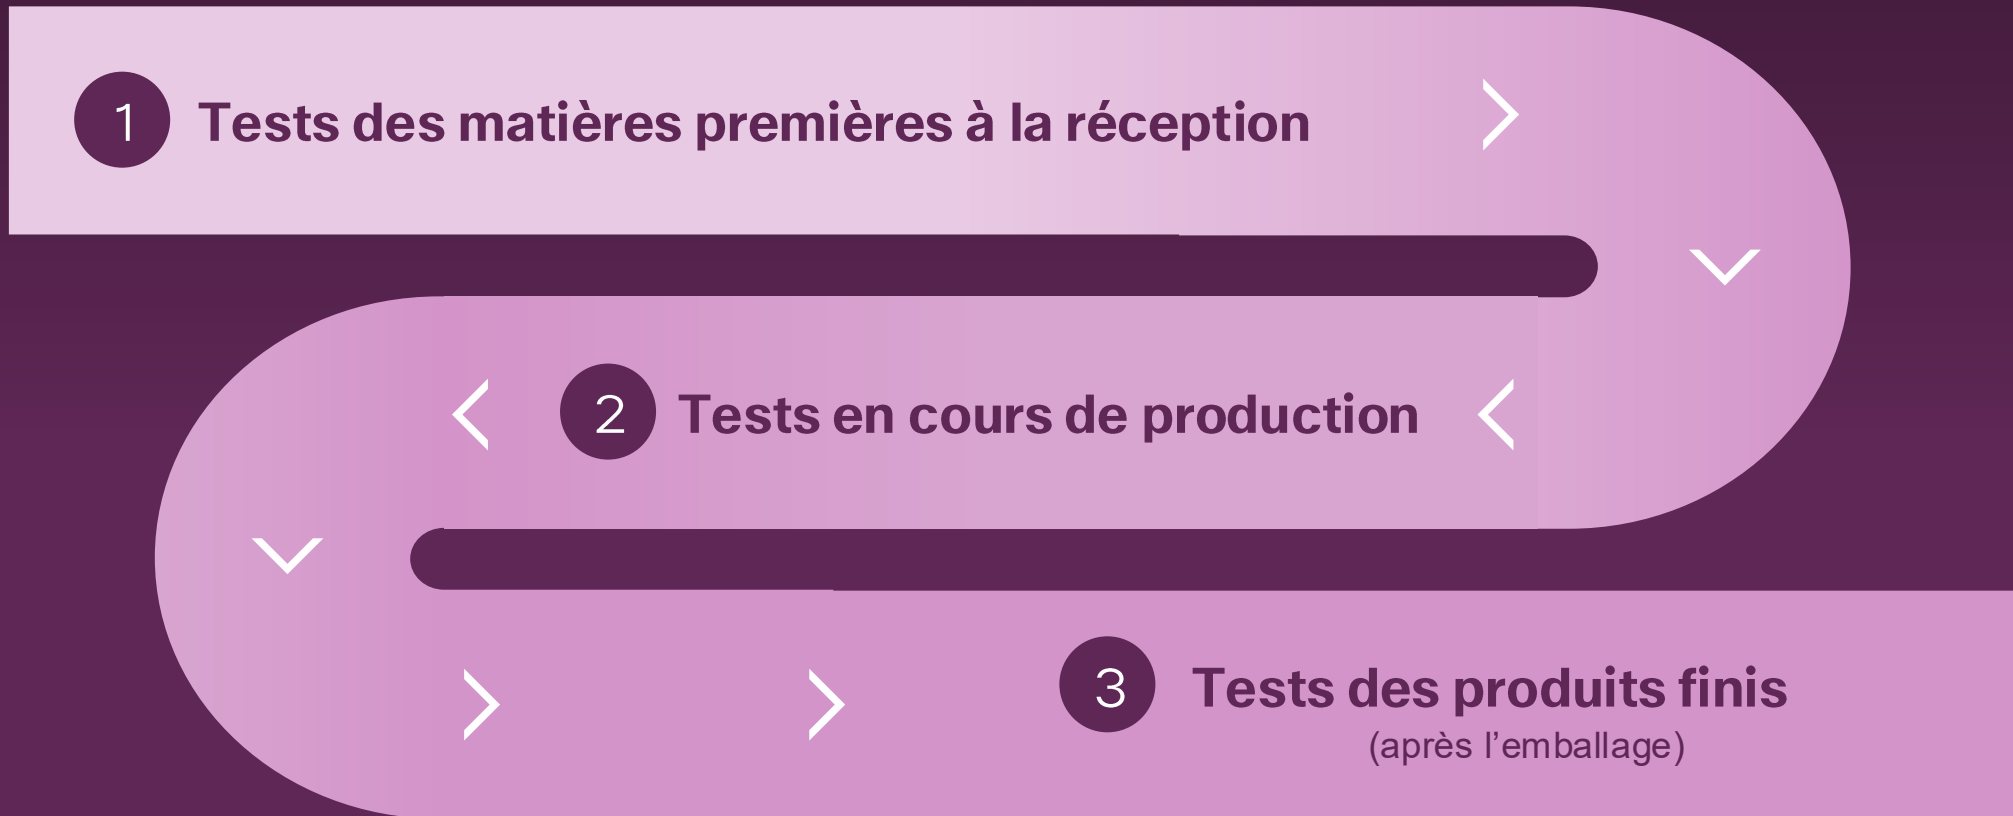 1 Tests des matières premières à la réception
2 Tests en cours de production
3 Tests des produits finis
(après l’emballage)